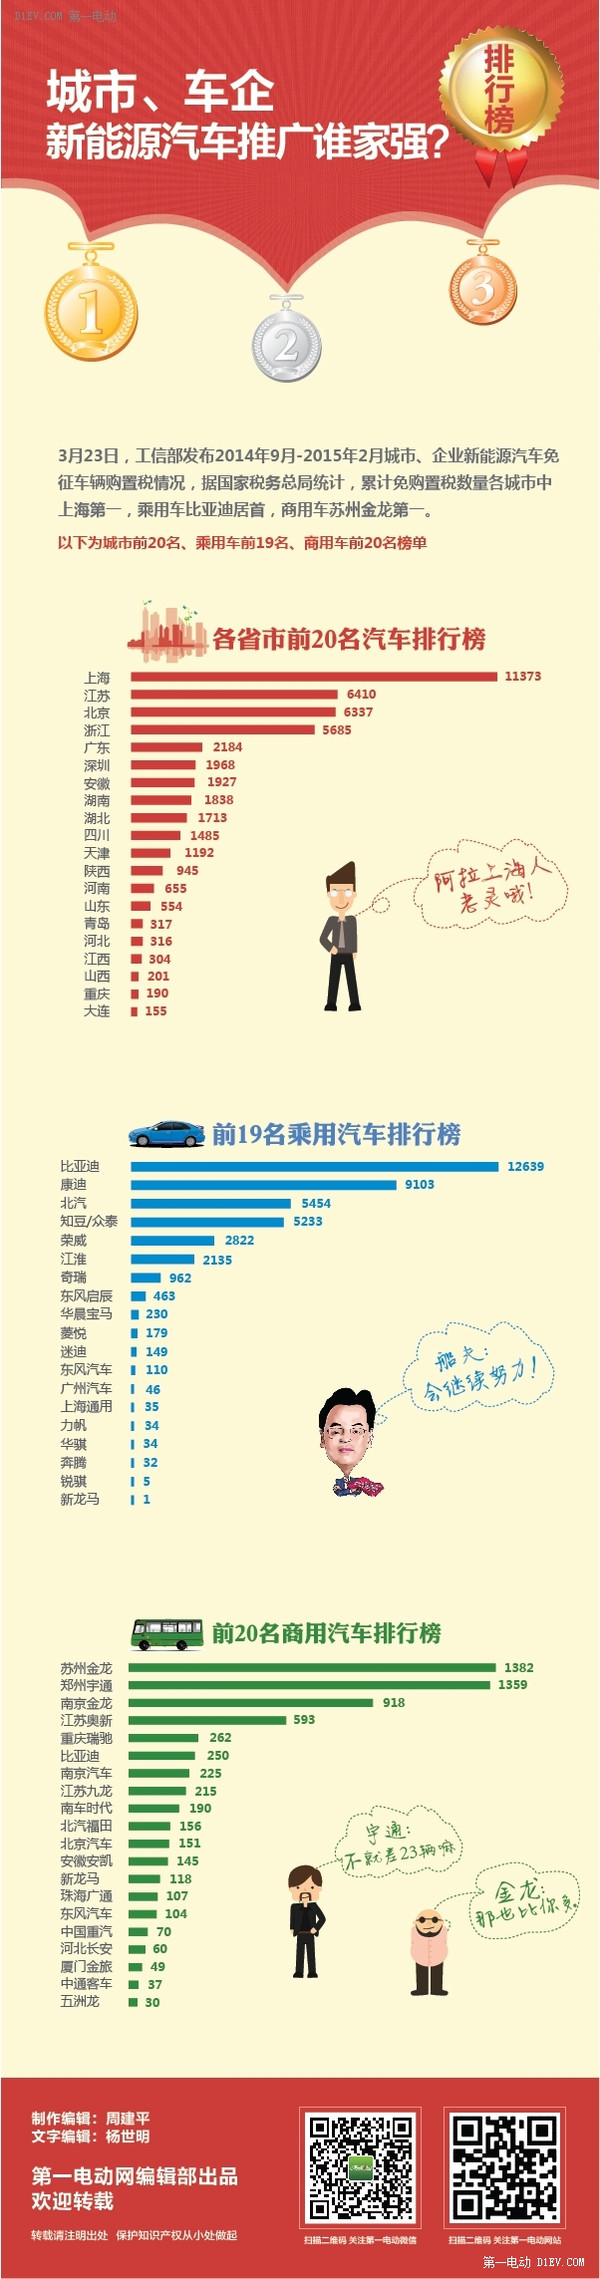 D1EV.COM 第一电动
城市、车企
新能源汽车推广谁家强?
排行榜
1
2
3
3月23日，工信部发布2014年9月-2015年2月城市、企业新能源汽车免
征车辆购置税情况，据国家税务总局统计，累计免购置税数量各城市中
上海第一，乘用车比亚迪居首，商用车苏州金龙第一。
以下为城市前20名、乘用车前19名、商用车前20名榜单
各省市前20名汽车排行榜
上海 11373
江苏 6410
北京 6337
浙江 5685
广东 2184
深圳 1968
安徽 1927
湖南 1838
湖北 1713
四川 1485
天津 1192
陕西 945
河南 655
山东 554
青岛 317
河北 316
江西 304
山西 201
重庆 190
大连 155
阿拉上海人
老灵哦!
前19名乘用汽车排行榜
比亚迪 12639
康迪 9103
北汽 5454
知豆/众泰 5233
荣威 2822
江淮 2135
奇瑞 962
东风启辰 463
华晨宝马 230
菱悦 179
迷迪 149
东风汽车 110
广州汽车 46
上海通用 35
力帆 34
华骐 34
奔腾 32
锐骐 5
新龙马 1
船夫:
会继续努力!
前20名商用汽车排行榜
苏州金龙 1382
郑州宇通 1359
南京金龙 918
江苏奥新 593
重庆瑞驰 262
比亚迪 250
南京汽车 225
江苏九龙 215
南车时代 190
北汽福田 156
北京汽车 151
安徽安凯 145
新龙马 118
珠海广通 107
东风汽车 104
中国重汽 70
河北长安 60
厦门金旅 49
中通客车 37
五洲龙 30
宇通:
不就差23辆嘛
金龙:
那也比你多。
制作编辑：周建平
文字编辑：杨世明
第一电动网编辑部出品
欢迎转载
转载请注明出处 保护知识产权从小处做起
扫描二维码 关注第一电动微信
扫描二维码 关注第一电动网站
第一电动 D1EV.COM